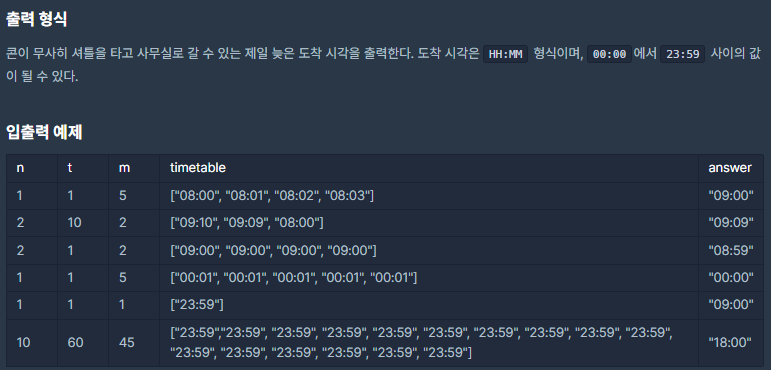 출력 형식
콘이 무사히 셔틀을 타고 사무실로 갈 수 있는 제일 늦은 도착 시각을 출력한다. 도착 시각은 HH:MM 형식이며, 00:00 에서 23:59 사이의 값
이 될 수 있다.
입출력 예제
n t m timetable answer
1 1 5 ["08:00", "08:01", "08:02", "08:03"] "09:00"
2 10 2 ["09:10", "09:09", "08:00"] "09:09"
2 1 2 ["09:00", "09:00", "09:00", "09:00"] "08:59"
1 1 5 ["00:01", "00:01", "00:01", "00:01", "00:01"] "00:00"
1 1 1 ["23:59"] "09:00"
10 60 45 ["23:59","23:59", "23:59", "23:59", "23:59", "23:59", "23:59", "23:59", "23:59", "23:59", "18:00"
"23:59", "23:59", "23:59", "23:59", "23:59", "23:59"]